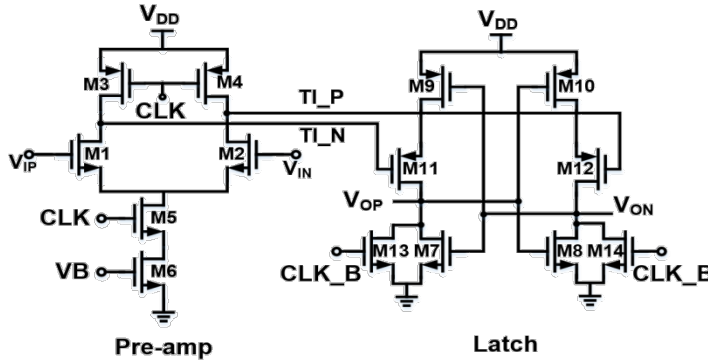 VDD
VDD
M3
M4
M9
M10
CLK
TI_P
TI_N
VIP
M1
M2
VIN
M11
M12
VOP
VON
CLK
M5
M13
M7
M8
M14
VB
M6
CLK_B
CLK_B
Pre-amp
Latch